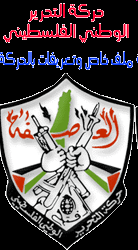 حركة التحرير
الوطني الفلسطيني
ملف خاص وتعريفات بالحركة
العاصفة
حركة التحرير الوطني الفلسطيني